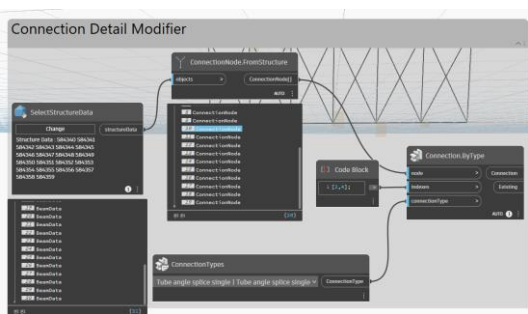 Connection Detail Modifier
ConnectionNode.FromStructure
objects > ConnectionNode[]
AUTO
SelectStructureData
Change structureData
Structure Data : 584340 584341
584342 584343 584344 584345
584346 584347 584348 584349
584350 584351 584352 584353
584354 584355 584356 584357
584358 584359
ConnectionNode
ConnectionNode
ConnectionNode
ConnectionNode
ConnectionNode
ConnectionNode
ConnectionNode
ConnectionNode
ConnectionNode
ConnectionNode
ConnectionNode
Code Block
Connection.ByType
node > Connection
indexes > Existing
connectionType >
AUTO
BeamData
BeamData
BeamData
BeamData
BeamData
BeamData
BeamData
BeamData
BeamData
BeamData
BeamData
ConnectionTypes
Tube angle splice single | Tube angle splice single ConnectionType